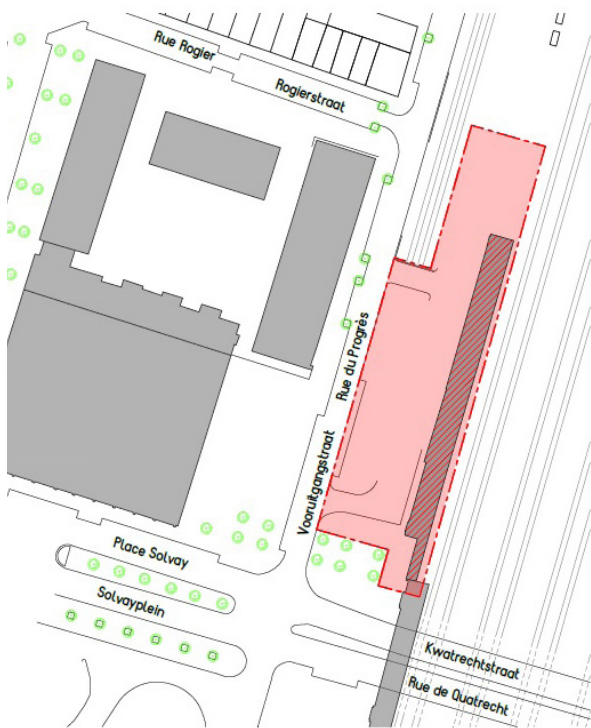 Rue Rogier
Rogierstraat
Rue du Progrès
Vooruitgangstraat
Place Solvay
Solvayplein
Kwatrechtstraat
Rue de Quatrecht